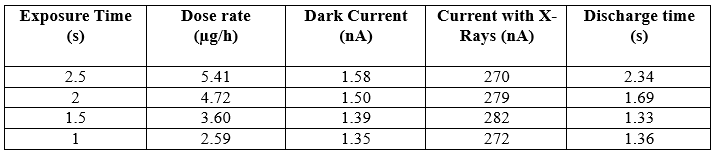 Exposure Time (s) Dose rate (µg/h) Dark Current (nA) Current with X-Rays (nA) Discharge time (s)
2.5 5.41 1.58 270 2.34
2 4.72 1.50 279 1.69
1.5 3.60 1.39 282 1.33
1 2.59 1.35 272 1.36